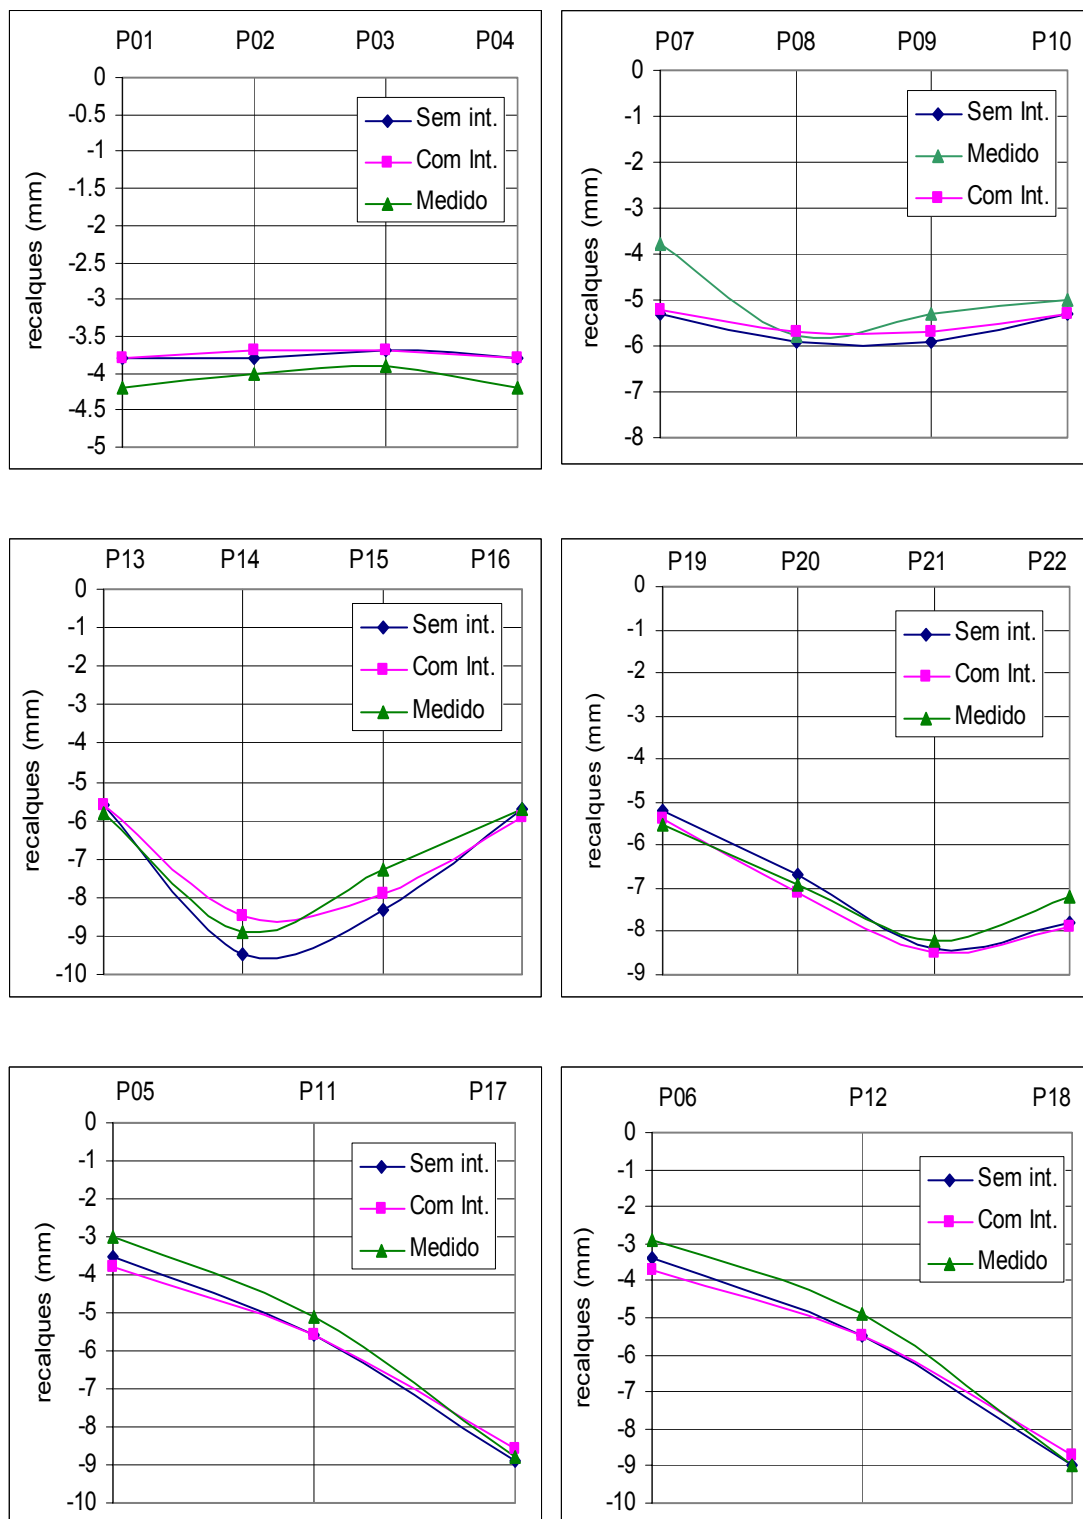 P01 P02 P03 P04
0
-0.5
-1
-1.5
-2
-2.5
-3
-3.5
-4
-4.5
-5
recalques (mm)
Sem int.
Com Int.
Medido
P07 P08 P09 P10
0
-1
-2
-3
-4
-5
-6
-7
-8
recalques (mm)
Sem Int.
Medido
Com Int.
P13 P14 P15 P16
0
-1
-2
-3
-4
-5
-6
-7
-8
-9
-10
recalques (mm)
Sem int.
Com Int.
Medido
P19 P20 P21 P22
0
-1
-2
-3
-4
-5
-6
-7
-8
-9
recalques (mm)
Sem int.
Com Int.
Medido
P05 P11 P17
0
-1
-2
-3
-4
-5
-6
-7
-8
-9
-10
recalques (mm)
Sem int.
Com Int.
Medido
P06 P12 P18
0
-1
-2
-3
-4
-5
-6
-7
-8
-9
-10
recalques (mm)
Sem int.
Com Int.
Medido